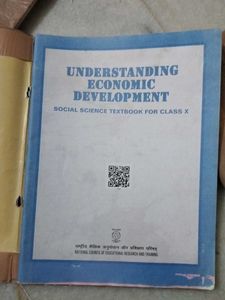 UNDERSTANDING
ECONOMIC
DEVELOPMENT
SOCIAL SCIENCE TEXTBOOK FOR CLASS X
राष्ट्रीय शैक्षिक अनुसंधान और प्रशिक्षण परिषद्
NATIONAL COUNCIL OF EDUCATIONAL RESEARCH AND TRAINING